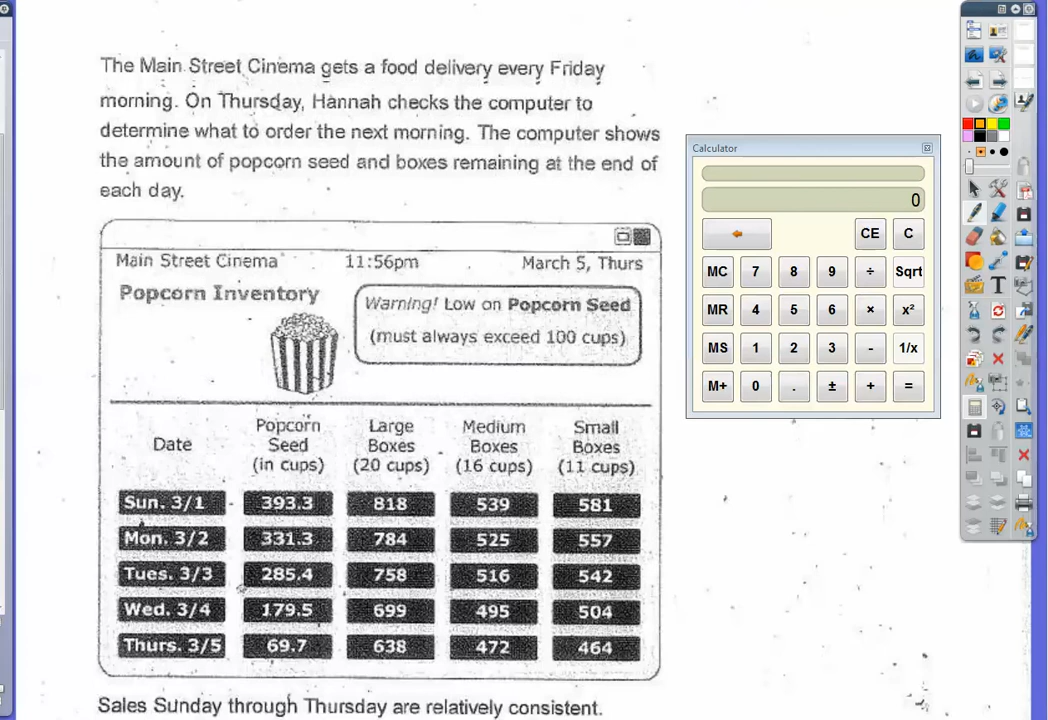 The Main Street Cinema gets a food delivery every Friday
morning. On Thursday, Hannah checks the computer to
determine what to order the next morning. The computer shows
the amount of popcorn seed and boxes remaining at the end of
each day.
Main Street Cinema 11:56pm March 5, Thurs
Popcorn Inventory
Warning! Low on Popcorn Seed
(must always exceed 100 cups)
Date Popcorn Seed (in cups) Large Boxes (20 cups) Medium Boxes (16 cups) Small Boxes (11 cups)
Sun. 3/1 393.3 818 539 581
Mon. 3/2 331.3 784 525 557
Tues. 3/3 285.4 758 516 542
Wed. 3/4 179.5 699 495 504
Thurs. 3/5 69.7 638 472 464
Sales Sunday through Thursday are relatively consistent.
Calculator
0
CE C
MC 7 8 9 ÷ Sqrt
MR 4 5 6 × x²
MS 1 2 3 - 1/x
M+ 0 . ± + =
T